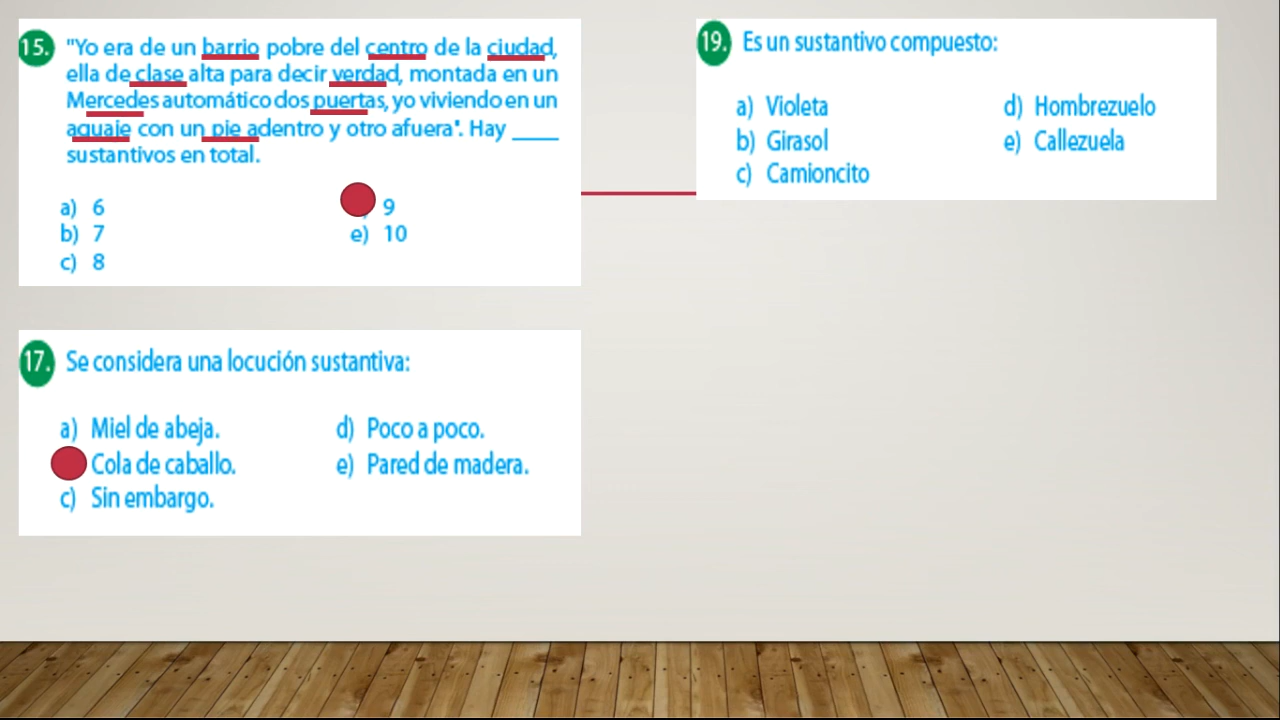 15. "Yo era de un barrio pobre del centro de la ciudad,
ella de clase alta para decir verdad, montada en un
Mercedes automático dos puertas, yo viviendo en un
aguaje con un pie adentro y otro afuera". Hay ____
sustantivos en total.
a) 6
b) 7
c) 8
) 9
e) 10
17. Se considera una locución sustantiva:
a) Miel de abeja.
Cola de caballo.
c) Sin embargo.
d) Poco a poco.
e) Pared de madera.
19. Es un sustantivo compuesto:
a) Violeta
b) Girasol
c) Camioncito
d) Hombrezuelo
e) Callezuela